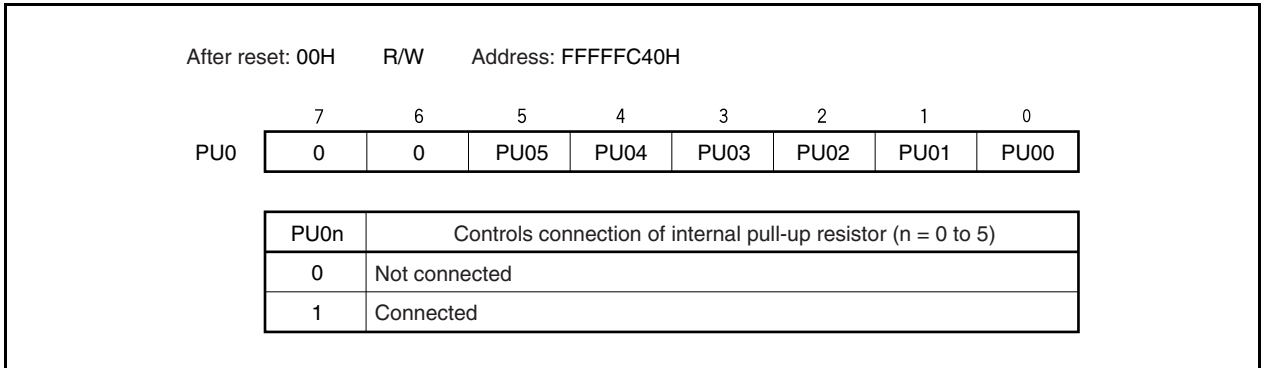 After reset: 00H R/W Address: FFFFFC40H
7 6 5 4 3 2 1 0
PU0 0 0 PU05 PU04 PU03 PU02 PU01 PU00
PU0n Controls connection of internal pull-up resistor (n = 0 to 5)
0 Not connected
1 Connected